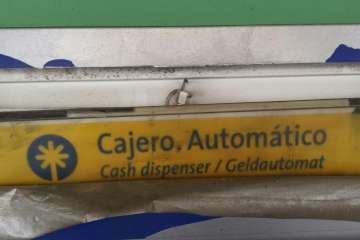 Cajero. Automático
Cash dispenser / Geldautomat